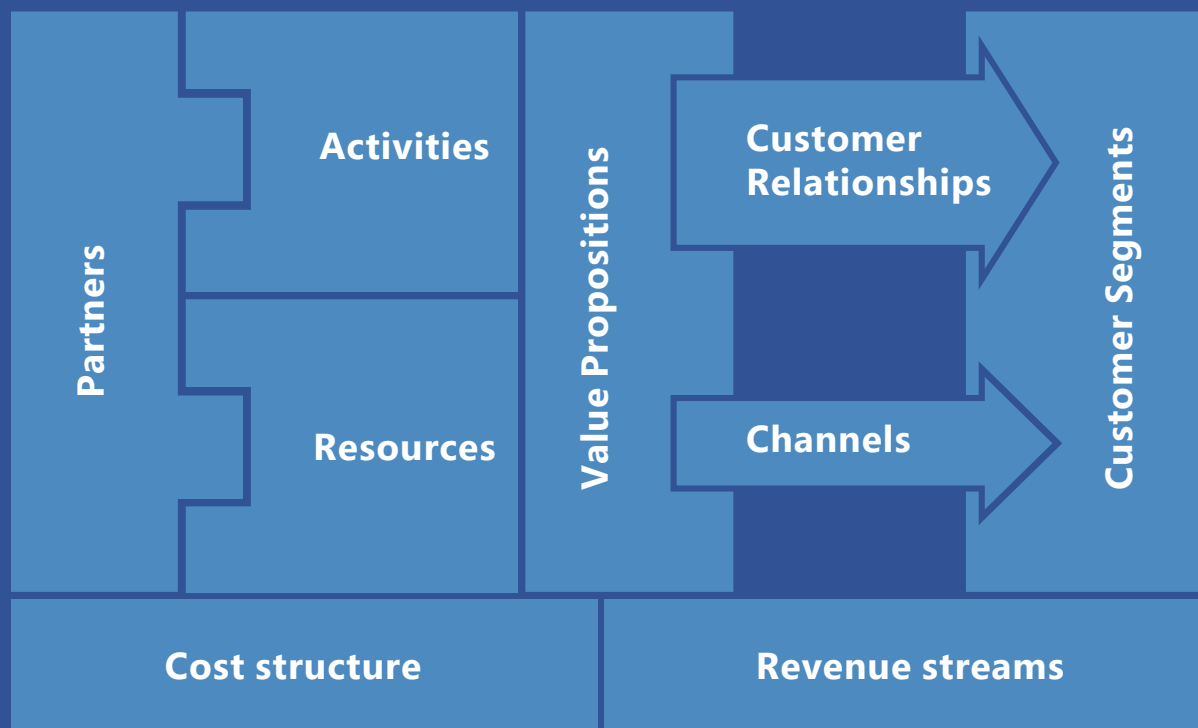 Partners
Activities
Resources
Value Propositions
Customer
Relationships
Channels
Customer Segments
Cost structure
Revenue streams